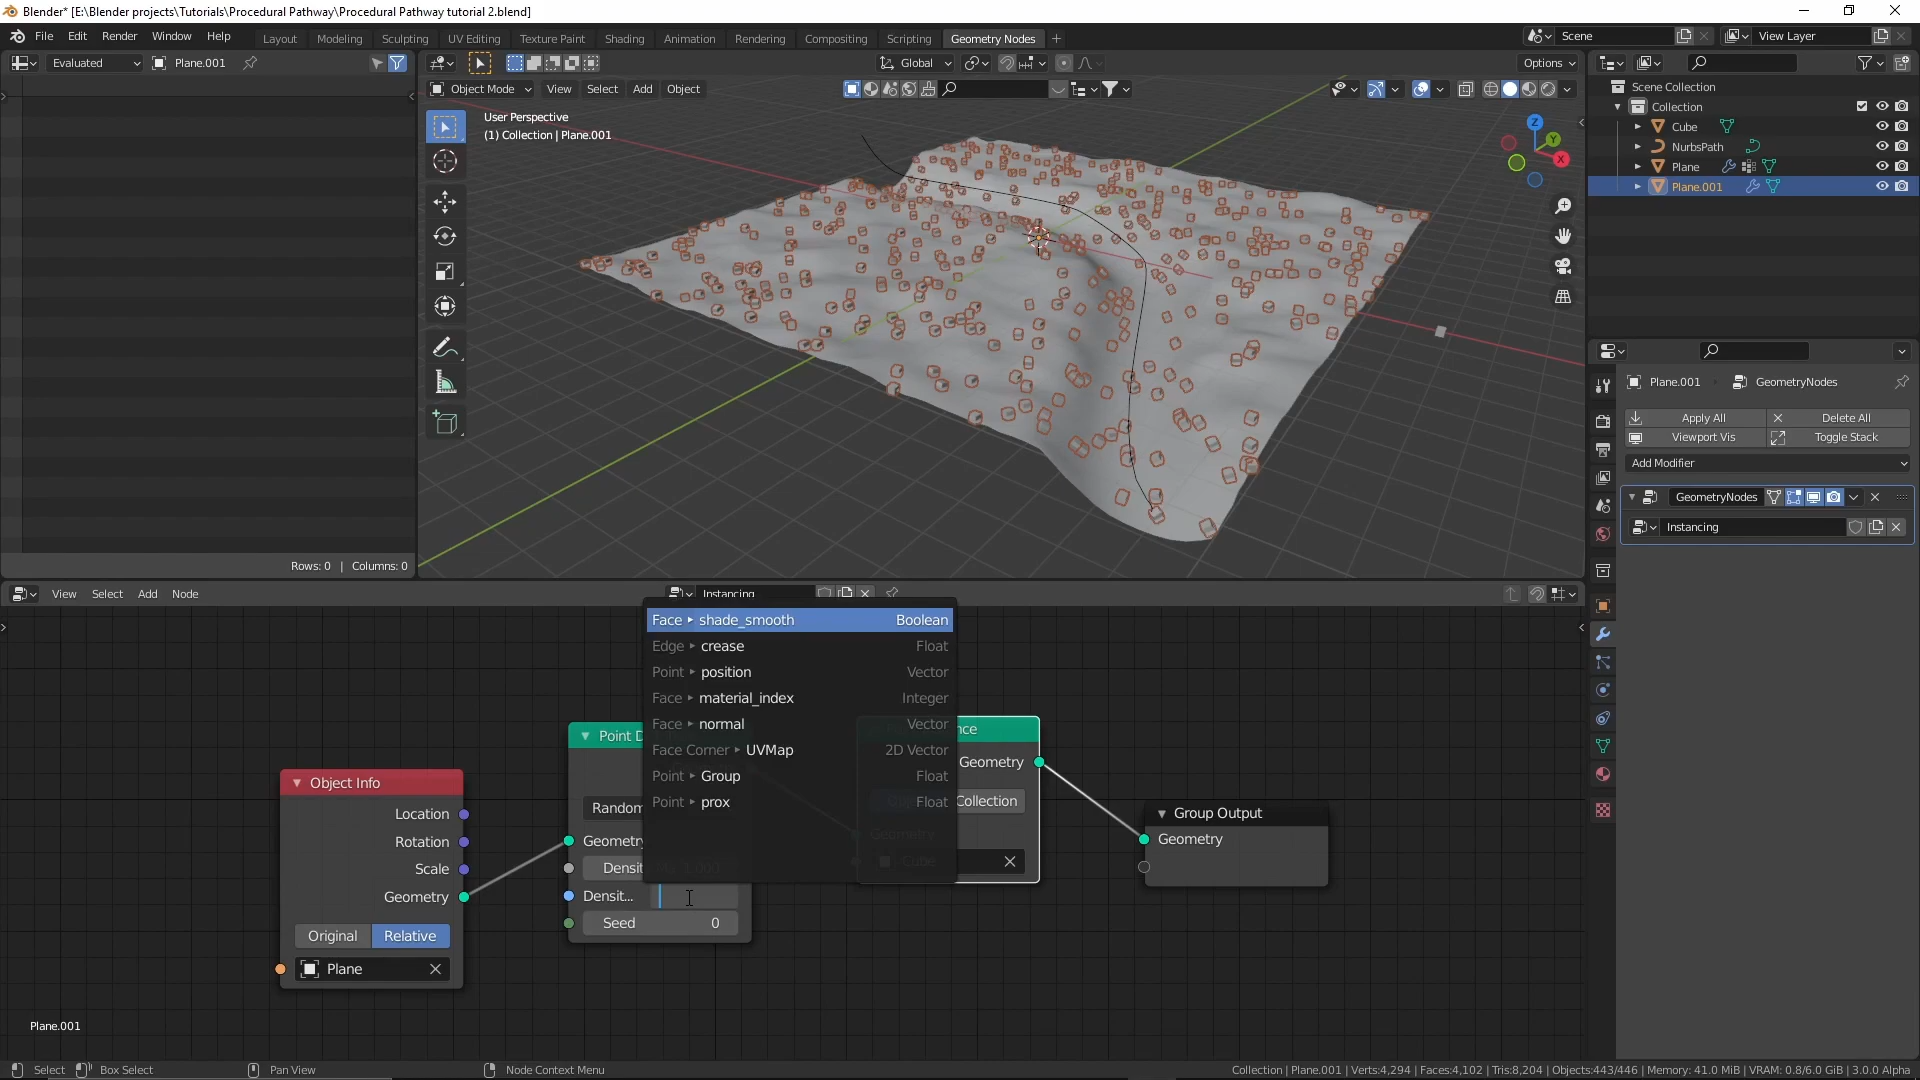 Blender* [E:\Blender projects\Tutorials\Procedural Pathway\Procedural Pathway tutorial 2.blend]
File Edit Render Window Help Layout Modeling Sculpting UV Editing Texture Paint Shading Animation Rendering Compositing Scripting Geometry Nodes + Scene View Layer
Evaluated Plane.001 Global Options
Object Mode View Select Add Object
User Perspective
(1) Collection | Plane.001
Z
Y
X
Rows: 0 | Columns: 0
Scene Collection
Collection
Cube
NurbsPath
Plane
Plane.001
Plane.001 GeometryNodes
Apply All Delete All
Viewport Vis Toggle Stack
Add Modifier
GeometryNodes
Instancing
View Select Add Node Instancing
Face shade_smooth Boolean
Edge crease Float
Point position Vector
Face material_index Integer
Face normal Vector
Face Corner UVMap 2D Vector
Point Group Float
Point prox Float
Object Info
Location
Rotation
Scale
Geometry
Original Relative
Plane
Point D
Random
Geometry
Densit
Densit...
Seed 0
nce
Geometry
Collection
Geometry
Cube
Group Output
Geometry
Plane.001
Select Box Select Pan View Node Context Menu Collection | Plane.001 | Verts:4,294 | Faces:4,102 | Tris:8,204 | Objects:443/446 | Memory: 41.0 MiB | VRAM: 0.8/6.0 GiB | 3.0.0 Alpha